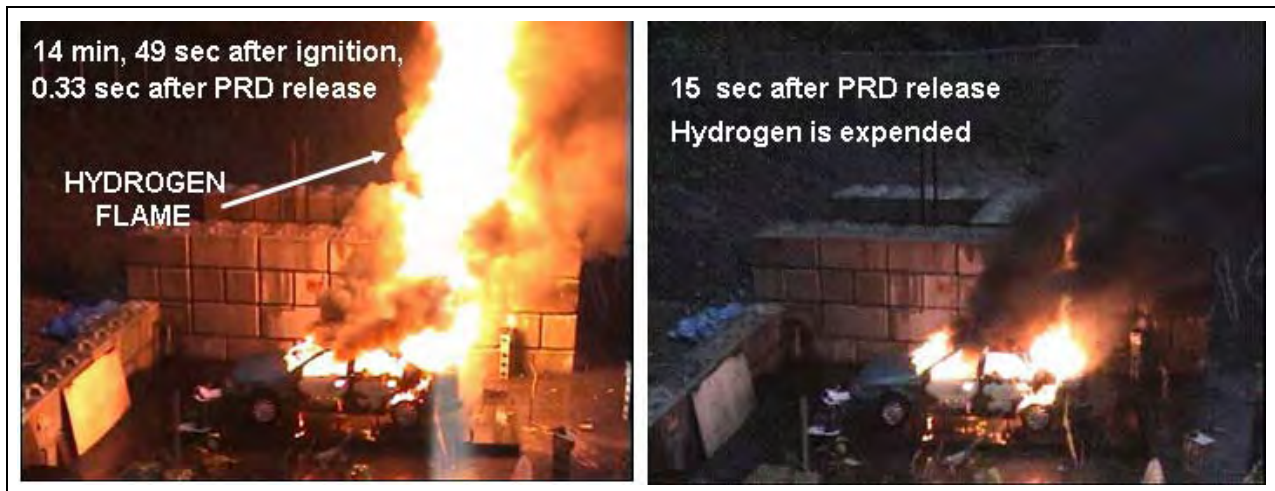 14 min, 49 sec after ignition,
0.33 sec after PRD release
HYDROGEN
FLAME
15 sec after PRD release
Hydrogen is expended